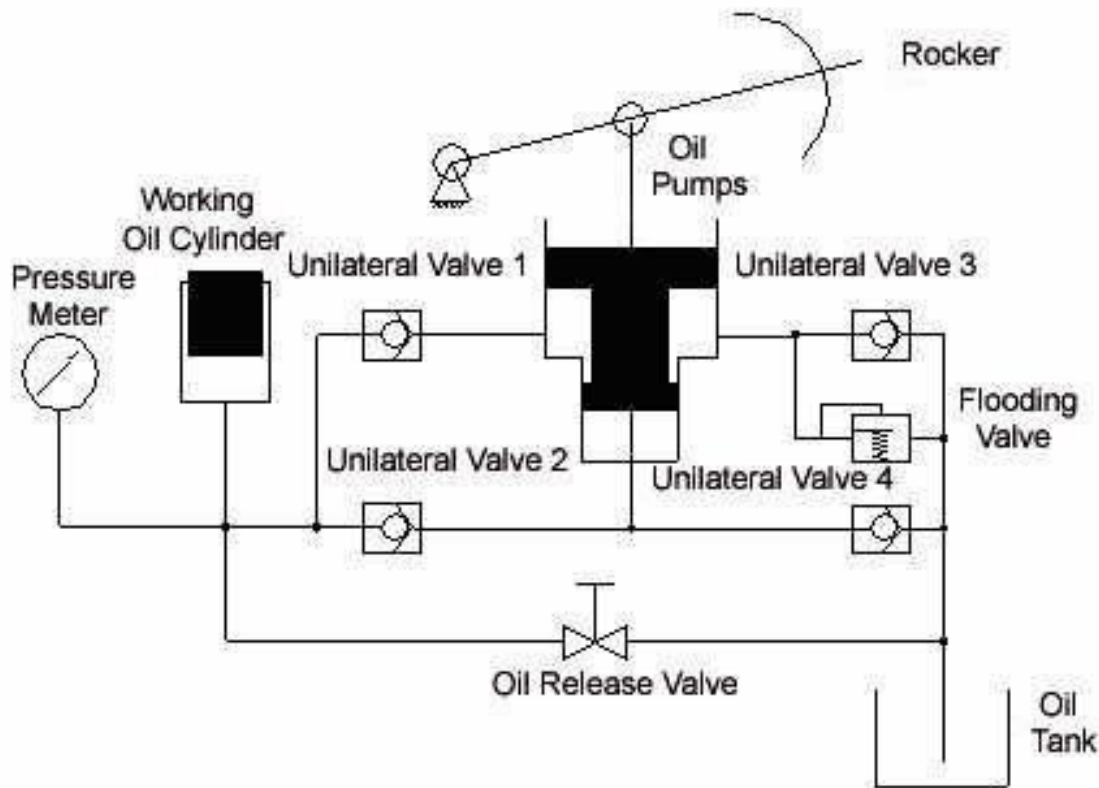 Rocker
Oil
Pumps
Working
Oil Cylinder
Unilateral Valve 1
Unilateral Valve 3
Pressure
Meter
Flooding
Valve
Unilateral Valve 2
Unilateral Valve 4
Oil Release Valve
Oil
Tank